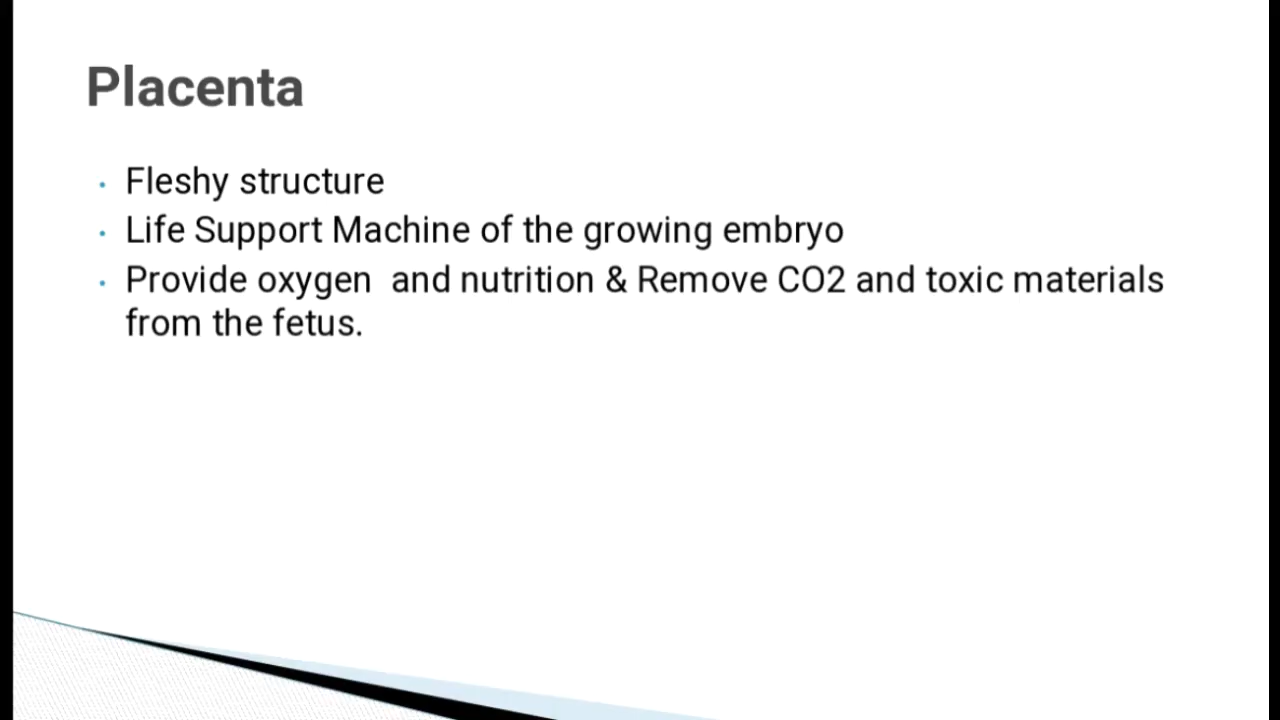 Placenta
• Fleshy structure
• Life Support Machine of the growing embryo
• Provide oxygen  and nutrition & Remove CO2 and toxic materials
from the fetus.